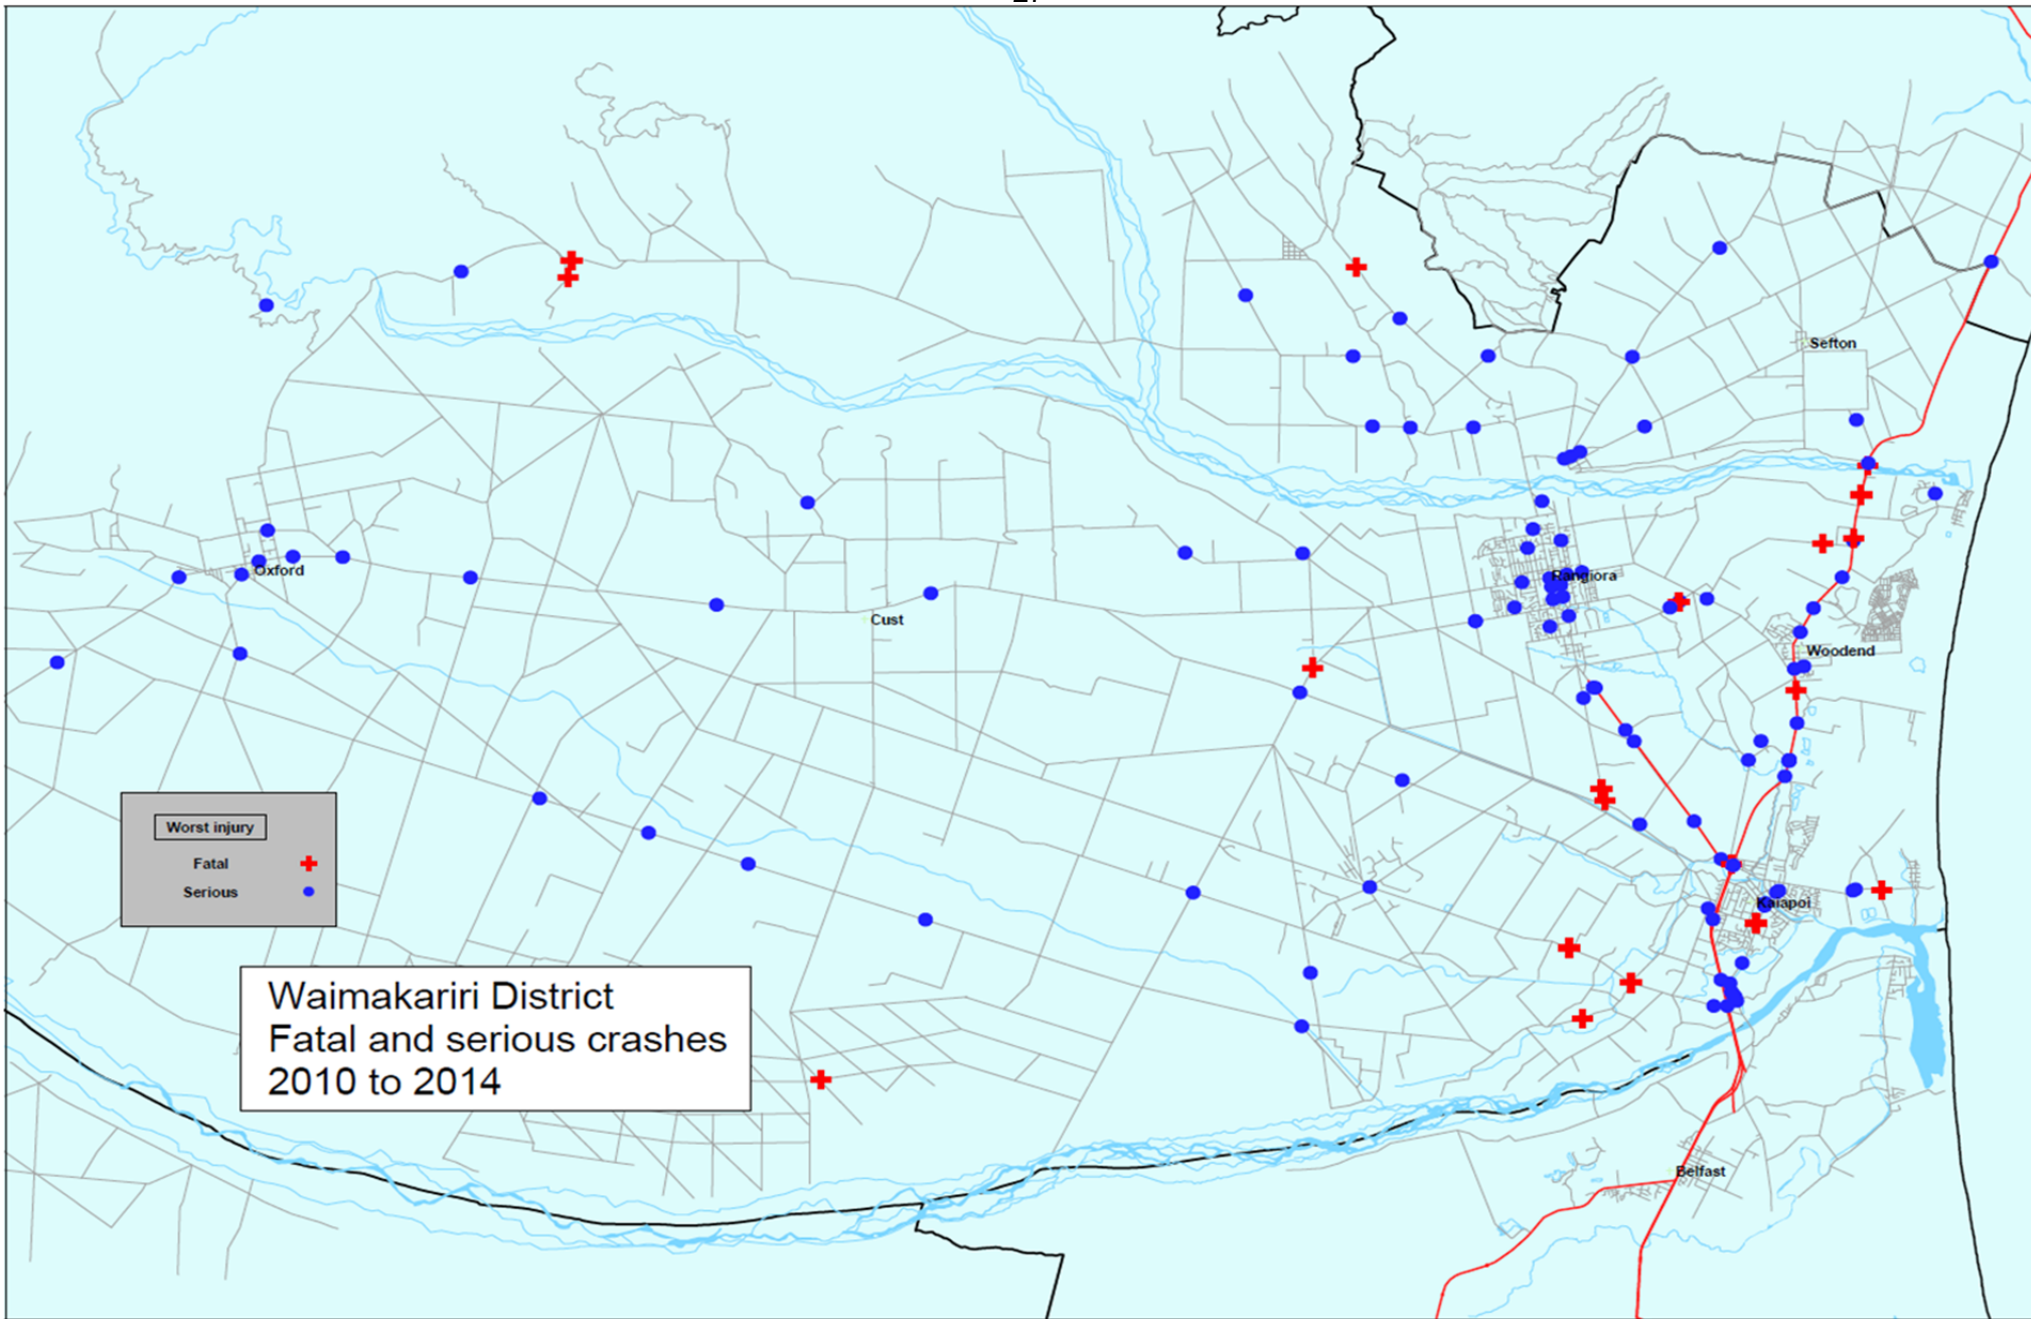 Sefton
Oxford
Rangiora
Cust
Woodend
Worst injury
Fatal
Serious
Kaiapoi
Waimakariri District
Fatal and serious crashes
2010 to 2014
Belfast